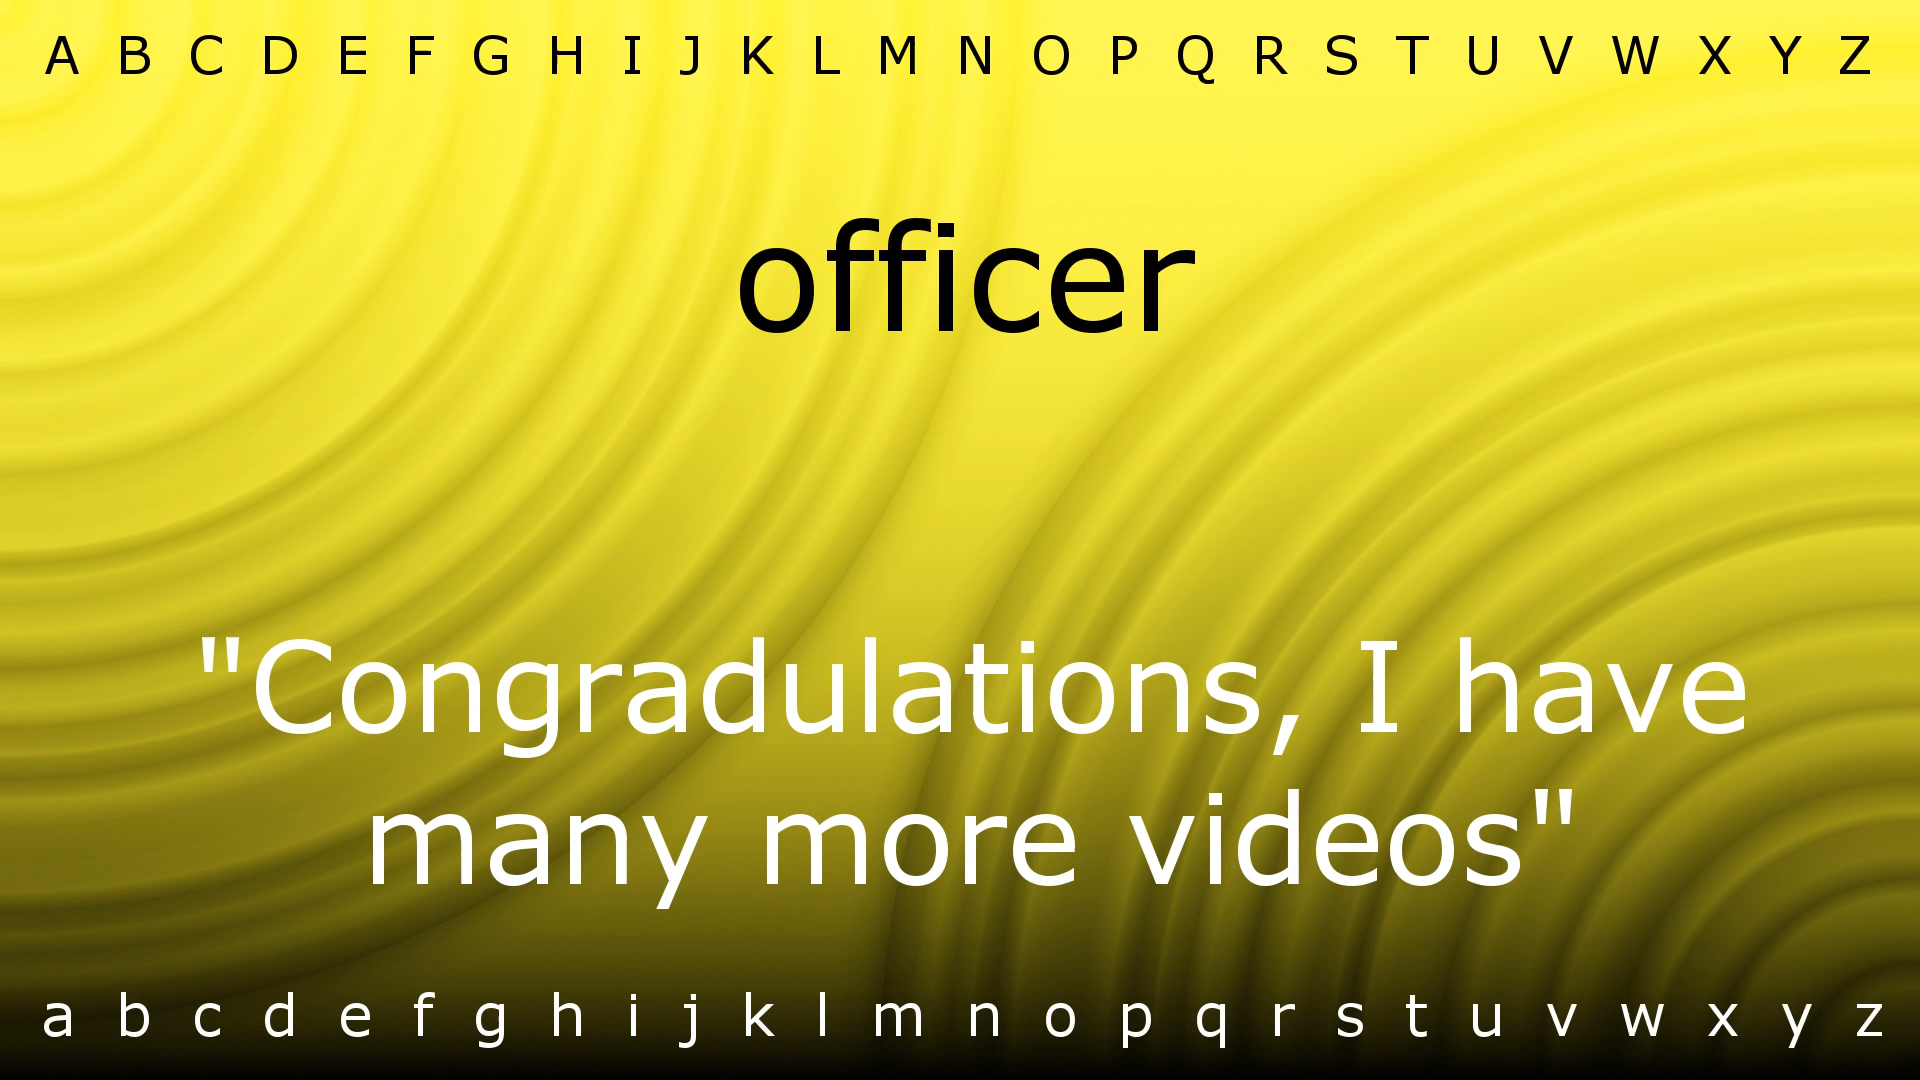 A B C D E F G H I J K L M N O P Q R S T U V W X Y Z
officer
"Congradulations, I have
many more videos"
a b c d e f g h i j k l m n o p q r s t u v w x y z